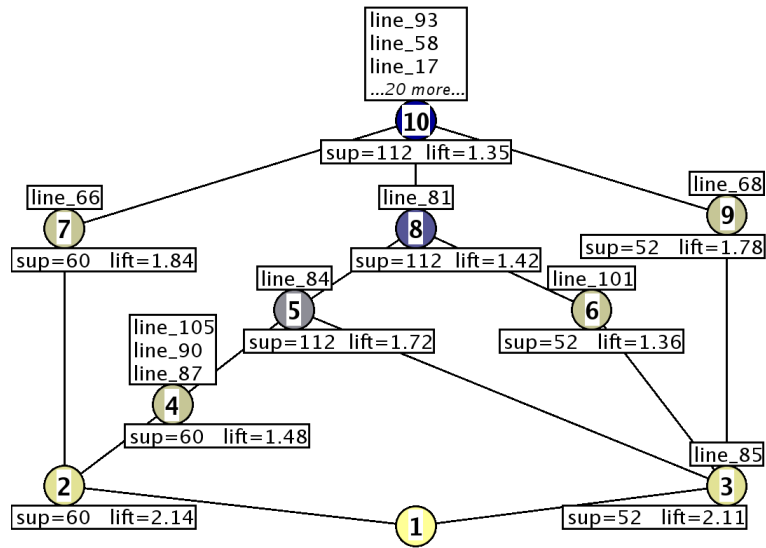 line_93
line_58
line_17
...20 more...
10
sup=112 lift=1.35
line_66
7
sup=60 lift=1.84
line_81
8
sup=112 lift=1.42
line_68
9
sup=52 lift=1.78
line_84
5
sup=112 lift=1.72
line_101
6
sup=52 lift=1.36
line_105
line_90
line_87
4
sup=60 lift=1.48
2
sup=60 lift=2.14
1
line_85
3
sup=52 lift=2.11